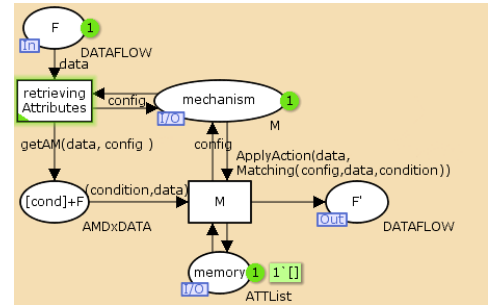 F
1
In
DATAFLOW
data
retrieving
Attributes
config
mechanism
1
I/O
M
getAM(data, config )
config
ApplyAction(data,
Matching(config,data,condition))
[cond]+F
(condition,data)
M
F'
Out
AMDxDATA
DATAFLOW
memory
1
1`[]
I/O
ATTList